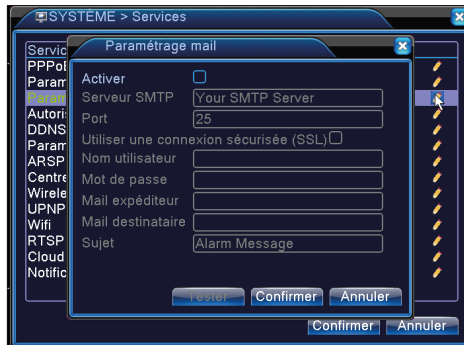 SYSTÈME > Services
Paramétrage mail
Servic
PPPoE
Param
Param
Autoris
DDNS
Param
ARSP
Centre
Wirele
UPNP
Wifi
RTSP
Cloud
Notific
Activer
Serveur SMTP Your SMTP Server
Port 25
Utiliser une connexion sécurisée (SSL)
Nom utilisateur
Mot de passe
Mail expéditeur
Mail destinataire
Sujet Alarm Message
Tester Confirmer Annuler
Confirmer Annuler